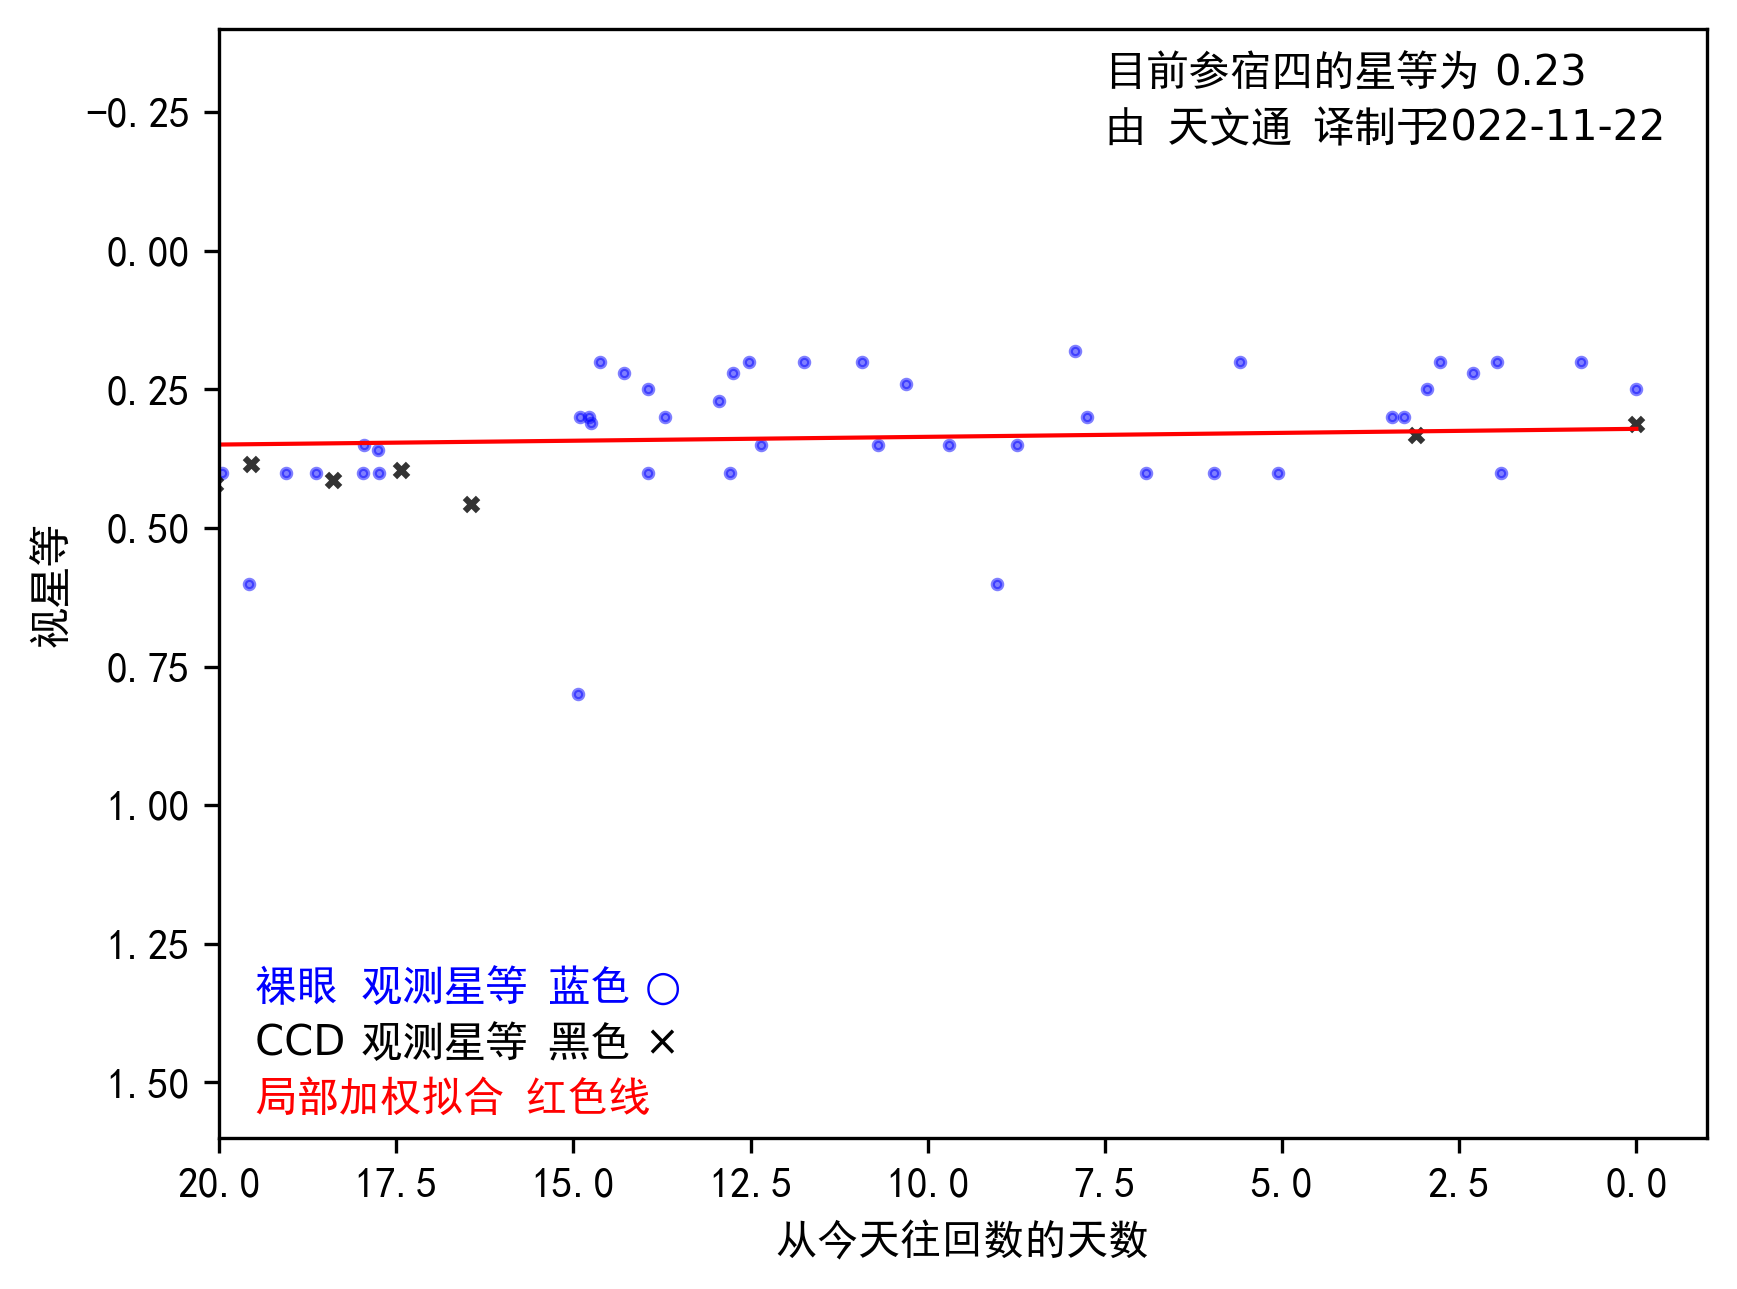 目前参宿四的星等为 0.23
由 天文通 译制于2022-11-22
−0.25
0.00
0.25
0.50
0.75
1.00
1.25
1.50
视星等
裸眼 观测星等 蓝色 ○
CCD 观测星等 黑色 ×
局部加权拟合 红色线
20.0 17.5 15.0 12.5 10.0 7.5 5.0 2.5 0.0
从今天往回数的天数